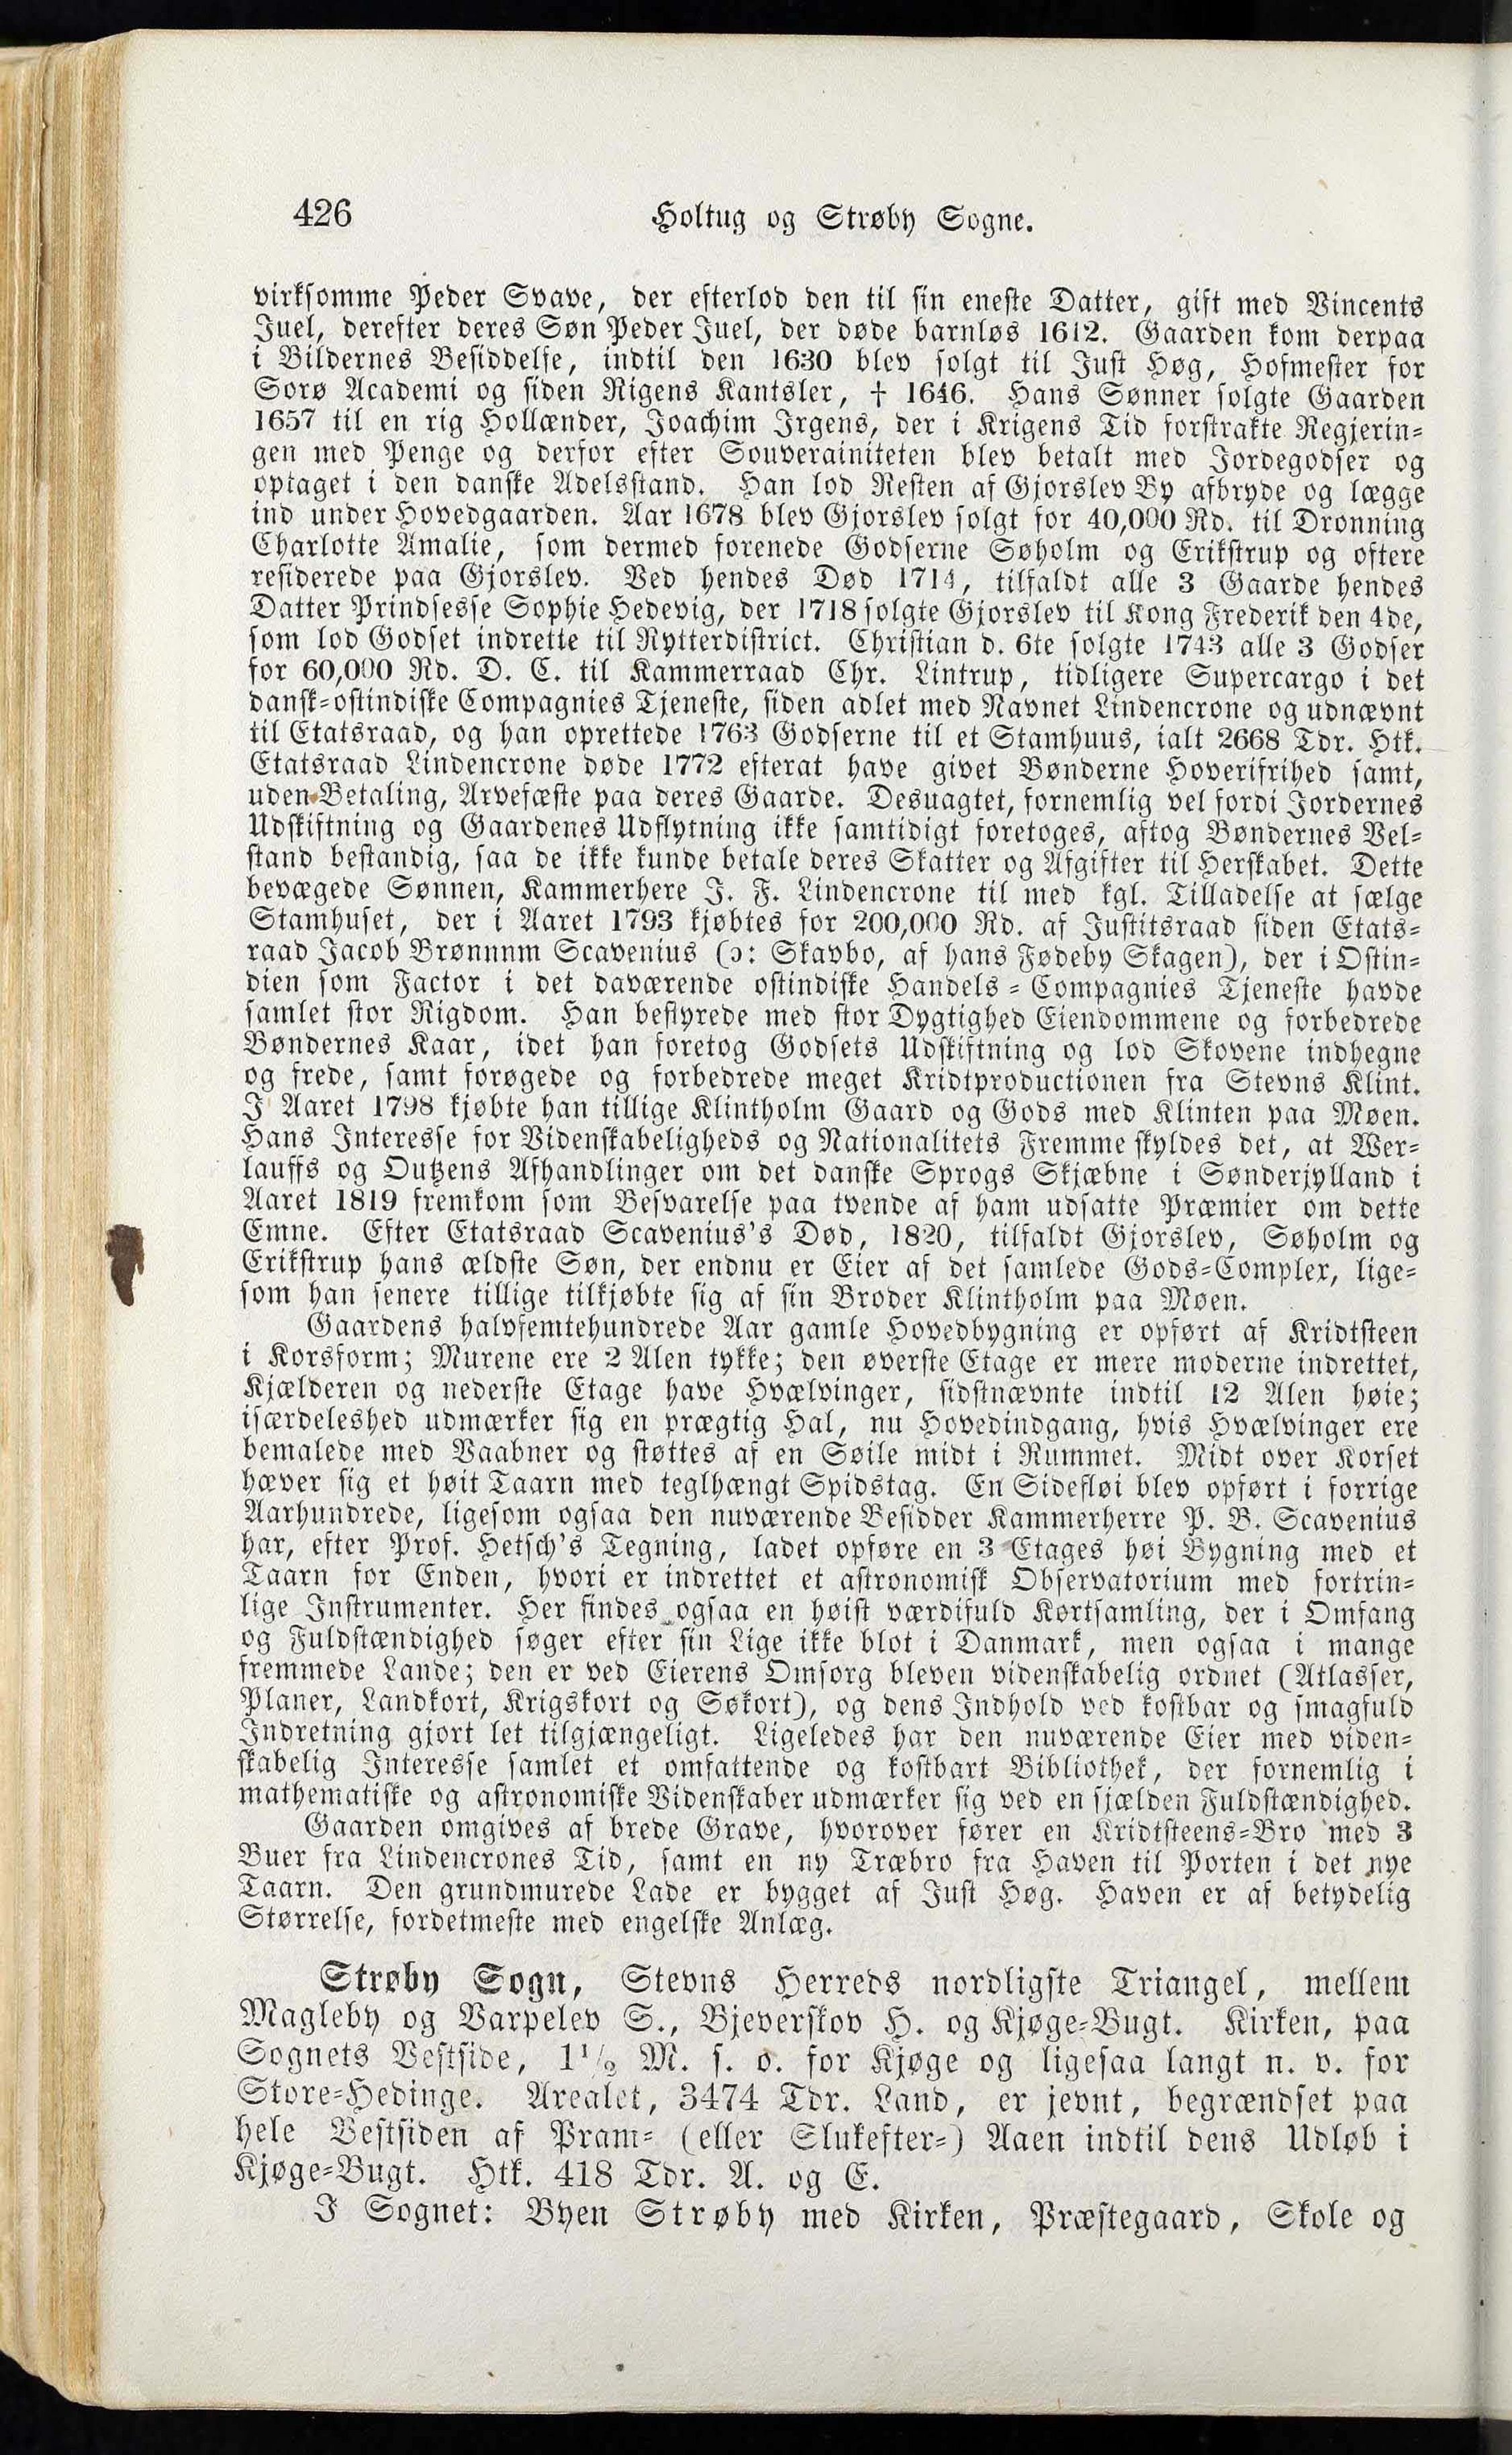 426
Holtug og Strøby Sogne.
virksomme Peder Svave, der efterlod den til sin eneste Datter, gift med Vincents
Juel, derefter deres Søn Peder Juel, der døde barnløs 1612. Gaarden kom derpaa
i Bildernes Besiddelse, indtil den 1630 blev solgt til Just Høg, Hofmester for
Sorø Academi og siden Rigens Kantsler, † 1646. Hans Sønner solgte Gaarden
1657 til en rig Hollænder, Joachim Irgens, der i Krigens Tid forstrakte Regjerin-
gen med Penge og derfor efter Souverainiteten blev betalt med Jordegodser og
optaget i den danske Adelsstand. Han lod Resten af Gjorslev By afbryde og lægge
ind under Hovedgaarden. Aar 1678 blev Gjorslev solgt for 40,000 Rd. til Dronning
Charlotte Amalie, som dermed forenede Godserne Søholm og Erikstrup og oftere
residerede paa Gjorslev. Ved hendes Død 1714, tilfaldt alle 3 Gaarde hendes
Datter Prindsesse Sophie Hedevig, der 1718 solgte Gjorslev til Kong Frederik den 4de,
som lod Godset indrette til Rytterdistrict. Christian d. 6te solgte 1743 alle 3 Godser
for 60,000 Rd. D. C. til Kammerraad Chr. Lintrup, tidligere Supercargo i det
dansk-ostindiske Compagnies Tjeneste, siden adlet med Navnet Lindencrone og udnævnt
til Etatsraad, og han oprettede 1763 Godserne til et Stamhuus, ialt 2668 Tdr. Htk.
Etatsraad Lindencrone døde 1772 efterat have givet Bønderne Hoverifrihed samt,
uden Betaling, Arvefæste paa deres Gaarde. Desuagtet, fornemlig vel fordi Jordernes
Udskiftning og Gaardenes Udflytning ikke samtidigt foretoges, aftog Bøndernes Vel-
stand bestandig, saa de ikke kunde betale deres Skatter og Afgifter til Herskabet. Dette
bevægede Sønnen, Kammerhere J. F. Lindencrone til med kgl. Tilladelse at sælge
Stamhuset, der i Aaret 1793 kjøbtes for 200,000 Rd. af Justitsraad siden Etats-
raad Jacob Brønnnm Scavenius (ɔ: Skavbo, af hans Fødeby Skagen), der i Ostin-
dien som Factor i det daværende ostindiske Handels-Compagnies Tjeneste havde
samlet stor Rigdom. Han bestyrede med stor Dygtighed Eiendommene og forbedrede
Bøndernes Kaar, idet han foretog Godsets Udskiftning og lod Skovene indhegne
og frede, samt forøgede og forbedrede meget Kridtproductionen fra Stevns Klint.
I Aaret 1798 kjøbte han tillige Klintholm Gaard og Gods med Klinten paa Møen.
Hans Interesse for Videnskabeligheds og Nationalitets Fremme skyldes det, at Wer-
lauffs og Outzens Afhandlinger om det danske Sprogs Skjæbne i Sønderjylland i
Aaret 1819 fremkom som Besvarelse paa tvende af ham udsatte Præmier om dette
Emne. Efter Etatsraad Scavenius's Død, 1820, tilfaldt Gjorslev, Søholm og
Erikstrup hans ældste Søn, der endnu er Eier af det samlede Gods-Complex, lige-
som han senere tillige tilkjøbte sig af sin Broder Klintholm paa Møen.
Gaardens halvfemtehundrede Aar gamle Hovedbygning er opført af Kridtsteen
i Korsform; Murene ere 2 Alen tykke; den øverste Etage er mere moderne indrettet,
Kjælderen og nederste Etage have Hvælvinger, sidstnævnte indtil 12 Alen høie;
isærdeleshed udmærker sig en prægtig Hal, nu Hovedindgang, hvis Hvælvinger ere
bemalede med Vaabner og støttes af en Søile midt i Rummet. Midt over Korset
hæver sig et høit Taarn med teglhængt Spidstag. En Sidefløi blev opført i forrige
Aarhundrede, ligesom ogsaa den nuværende Besidder Kammerherre P. B. Scavenius
har, efter Prof. Hetsch's Tegning, ladet opføre en 3 Etages høi Bygning med et
Taarn for Enden, hvori er indrettet et astronomisk Observatorium med fortrin-
lige Instrumenter. Her findes ogsaa en høist værdifuld Kortsamling, der i Omfang
og Fuldstændighed søger efter sin Lige ikke blot i Danmark, men ogsaa i mange
fremmede Lande; den er ved Eierens Omsorg bleven videnskabelig ordnet (Atlasser,
Planer, Landkort, Krigskort og Søkort), og dens Indhold ved kostbar og smagfuld
Indretning gjort let tilgjængeligt. Ligeledes har den nuværende Eier med viden-
skabelig Interesse samlet et omfattende og kostbart Bibliothek, der fornemlig i
mathematiske og astronomiske Videnskaber udmærker sig ved en sjælden Fuldstændighed.
Gaarden omgives af brede Grave, hvorover fører en Kridtsteens-Bro med 3
Buer fra Lindencrones Tid, samt en ny Træbro fra Haven til Porten i det nye
Taarn. Den grundmurede Lade er bygget af Just Høg. Haven er af betydelig
Størrelse, fordetmeste med engelske Anlæg.
Strøby Sogn, Stevns Herreds nordligste Triangel, mellem
Magleby og Varpelev S., Bjeverskov H. og Kjøge-Bugt. Kirken, paa
Sognets Vestside, 1 1/2 M. s. o. for Kjøge og ligesaa langt n. v. for
Store-Hedinge. Arealet, 3474 Tdr. Land, er jevnt, begrændset paa
hele Vestsiden af Pram- (eller Slukefter-) Aaen indtil dens Udløb i
Kjøge-Bugt. Htk. 418 Tdr. A. og E.
I Sognet: Byen Strøby med Kirken, Præstegaard, Skole og